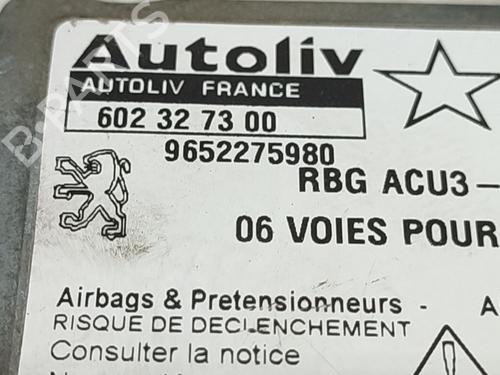 Autoliv
AUTOLIV FRANCE
602 32 73 00
9652275980
RBG ACU3-
06 VOIES POUR
Airbags & Pretensionneurs - A
RISQUE DE DECLENCHEMENT
Consulter la notice